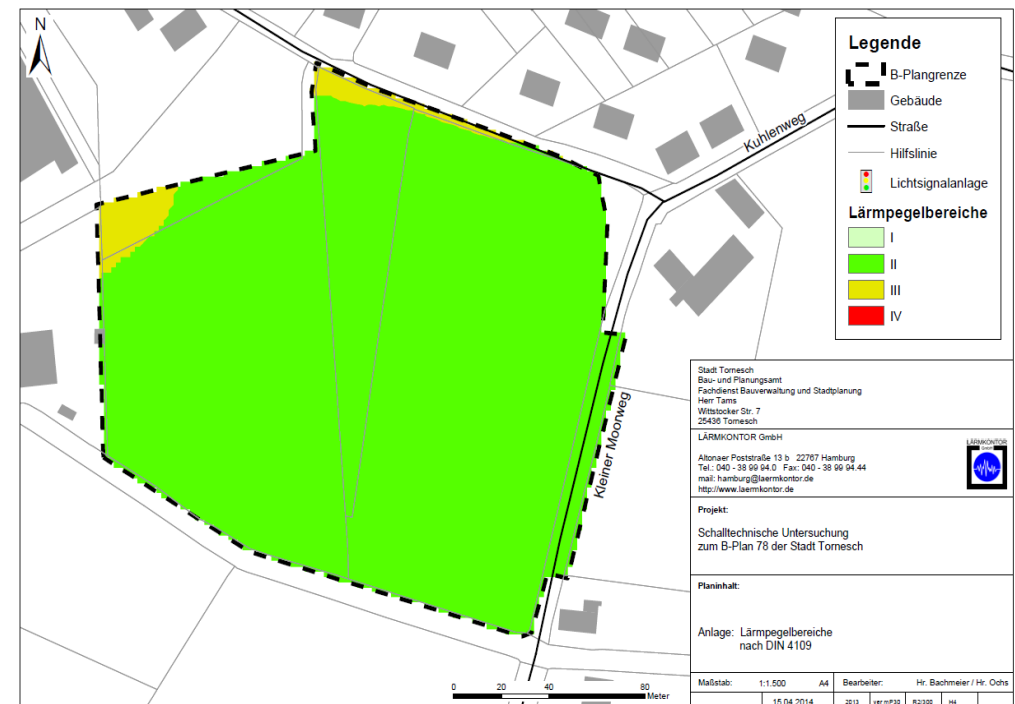 N
Legende
B-Plangrenze
Gebäude
Straße
Hilfslinie
Lichtsignalanlage
Lärmpegelbereiche
I
II
III
IV
Kuhlenweg
Kleiner Moorweg
0 20 40 80
Meter
Stadt Tornesch
Bau- und Planungsamt
Fachdienst Bauverwaltung und Stadtplanung
Herr Tams
Wittstocker Str. 7
25436 Tornesch
LÄRMKONTOR GmbH
Altonaer Poststraße 13 b 22767 Hamburg
Tel.: 040 - 38 99 94.0 Fax: 040 - 38 99 94.44
mail: hamburg@laermkontor.de
http://www.laermkontor.de
LÄRMKONTOR
GmbH
Projekt:
Schalltechnische Untersuchung
zum B-Plan 78 der Stadt Tornesch
Planinhalt:
Anlage: Lärmpegelbereiche
nach DIN 4109
Maßstab: 1:1.500 A4 Bearbeiter: Hr. Bachmeier / Hr. Ochs
15.04.2014 2013